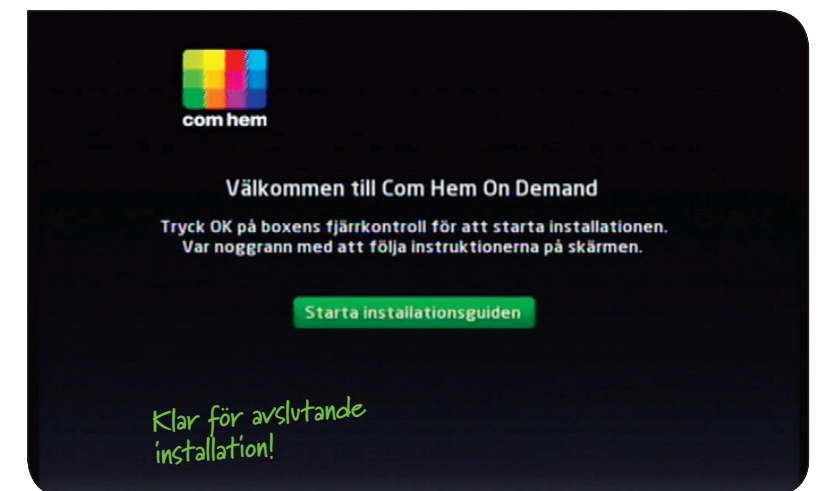 com hem
Välkommen till Com Hem On Demand
Tryck OK på boxens fjärrkontroll för att starta installationen.
Var noggrann med att följa instruktionerna på skärmen.
Starta installationsguiden
Klar för avslutande
installation!